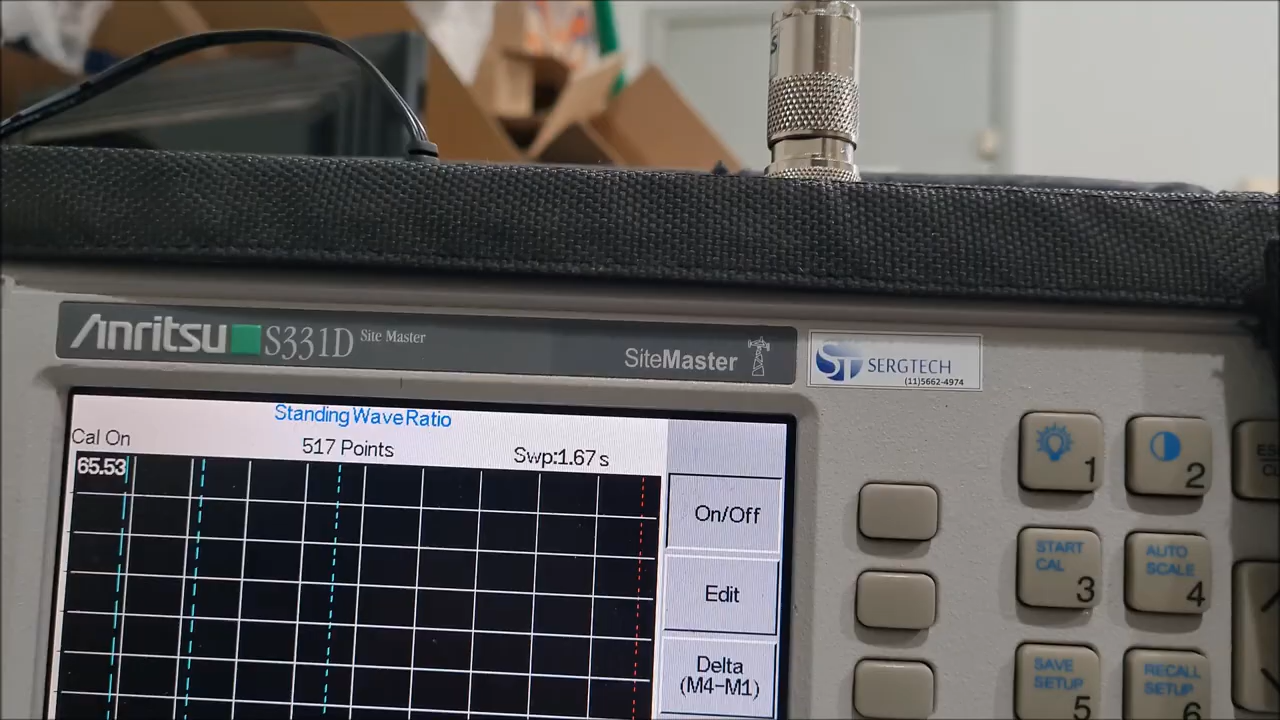 Anritsu S331D Site Master
SiteMaster
ST SERGTECH
(11)5662-4974
Standing Wave Ratio
Cal On
517 Points
Swp:1.67 s
65.53
On/Off
Edit
Delta
(M4-M1)
1
2
START
CAL
3
AUTO
SCALE
4
SAVE
SETUP
5
RECALL
SETUP
6